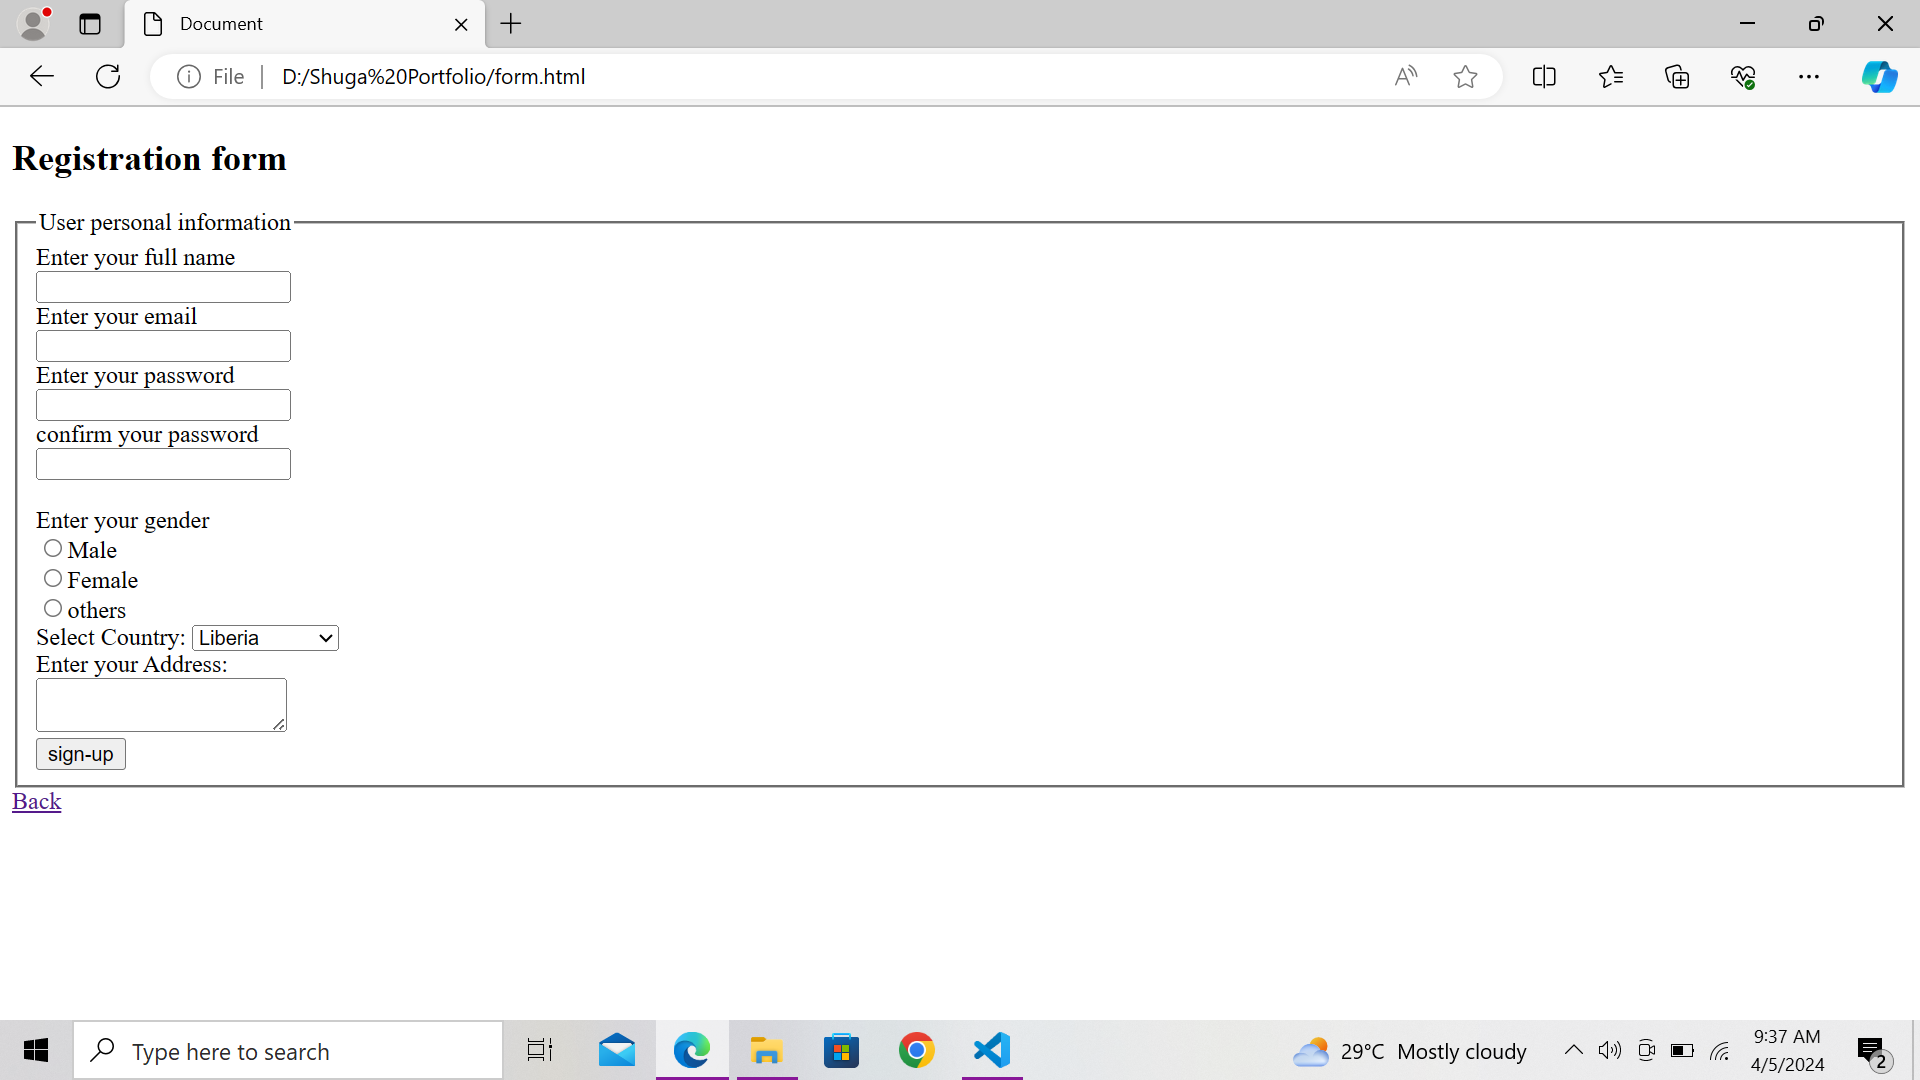 Document
File
D:/Shuga%20Portfolio/form.html
Registration form
User personal information
Enter your full name
Enter your email
Enter your password
confirm your password
Enter your gender
Male
Female
others
Select Country: Liberia
Enter your Address:
sign-up
Back
Type here to search
29°C Mostly cloudy
9:37 AM
4/5/2024
2